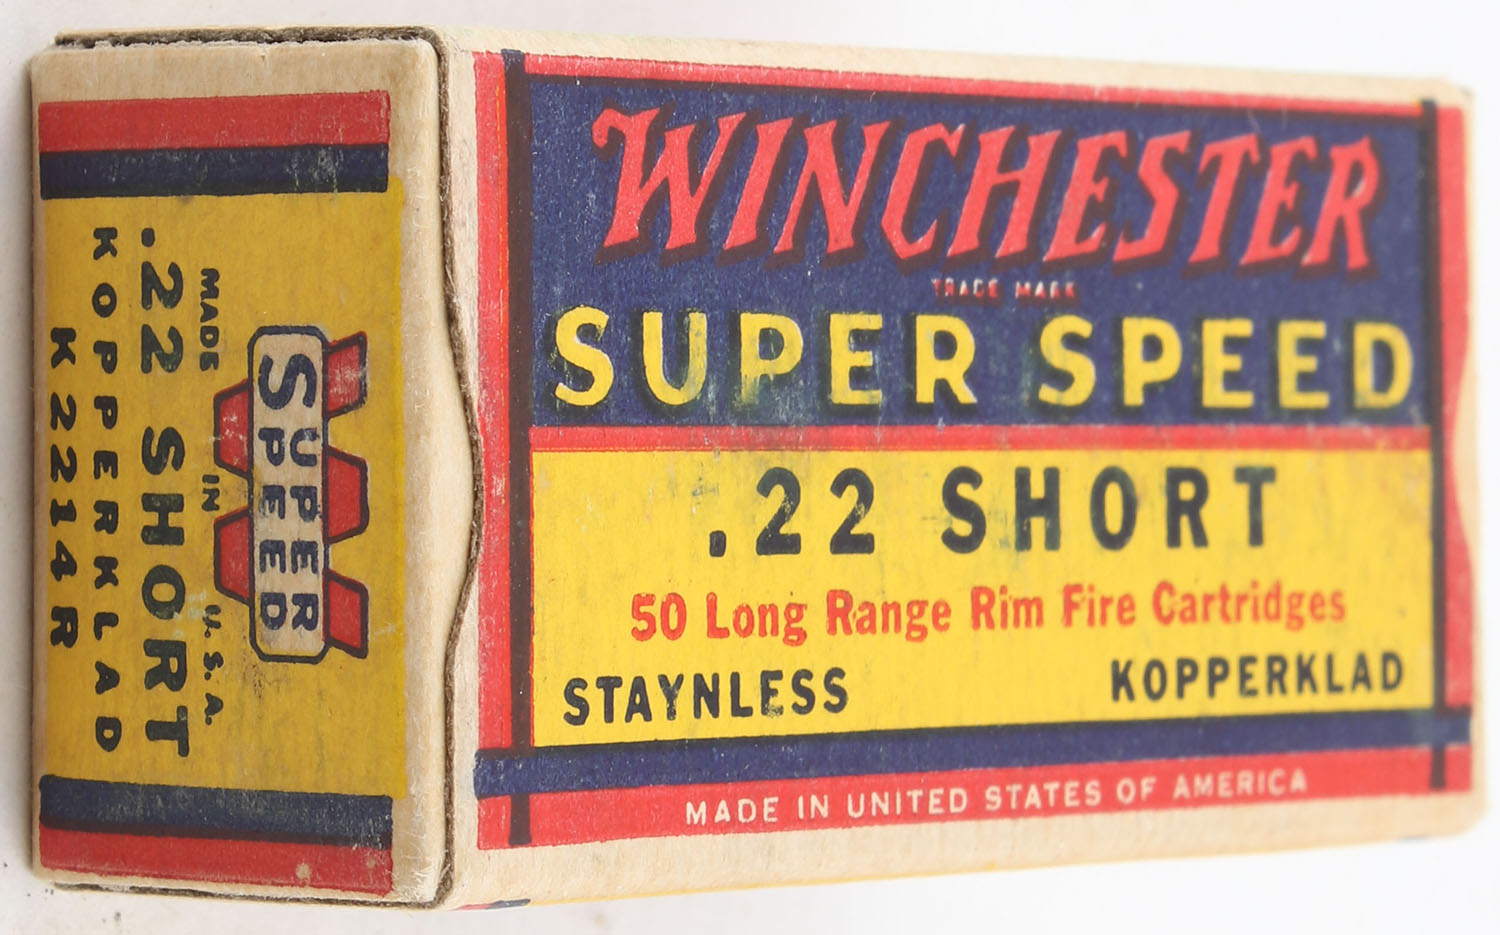 WINCHESTER
TRADE MARK
SUPER SPEED
.22 SHORT
50 Long Range Rim Fire Cartridges
STAYNLESS KOPPERKLAD
MADE IN UNITED STATES OF AMERICA
SUPER
SPEED
MADE IN U.S.A.
.22 SHORT
KOPPERKLAD
K2214R